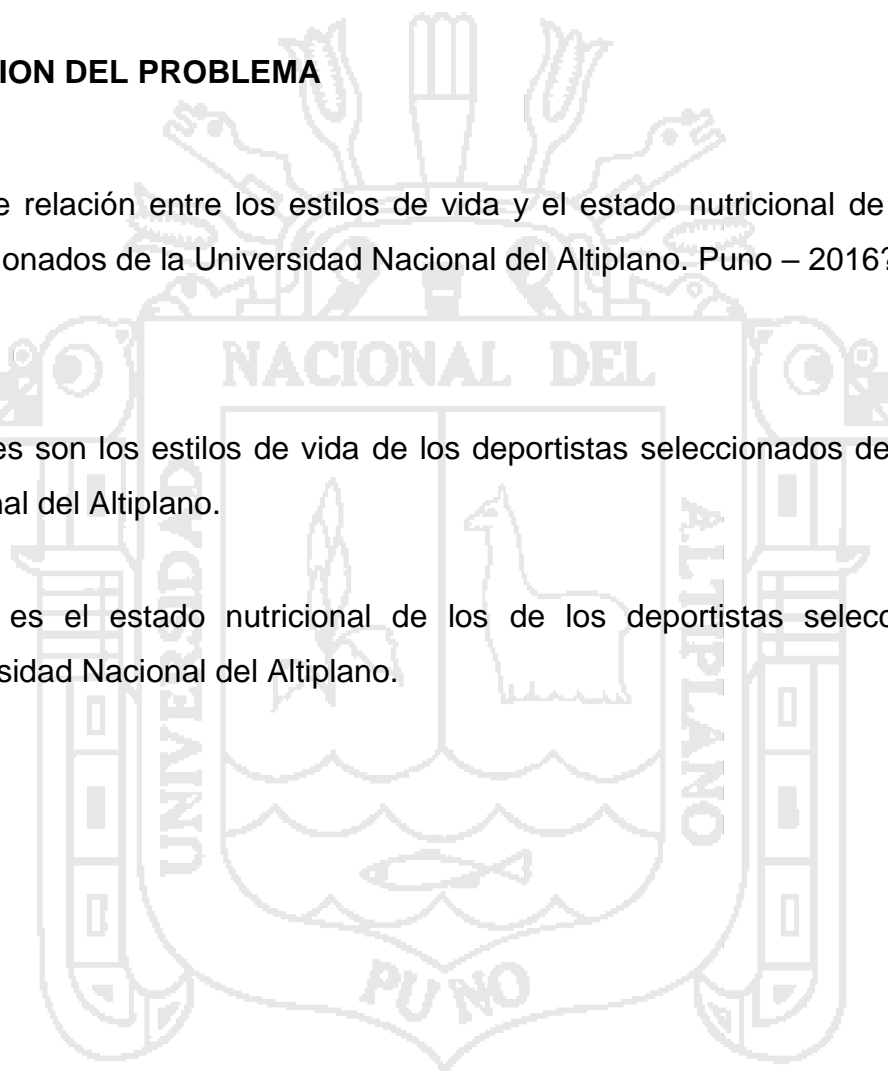 ION DEL PROBLEMA
e relación entre los estilos de vida y el estado nutricional de
onados de la Universidad Nacional del Altiplano. Puno – 2016?
NACIONAL DEL
es son los estilos de vida de los deportistas seleccionados de
nal del Altiplano.
es el estado nutricional de los de los deportistas selecc
sidad Nacional del Altiplano.
UNIVERSIDAD
ALTIPLANO
PUNO